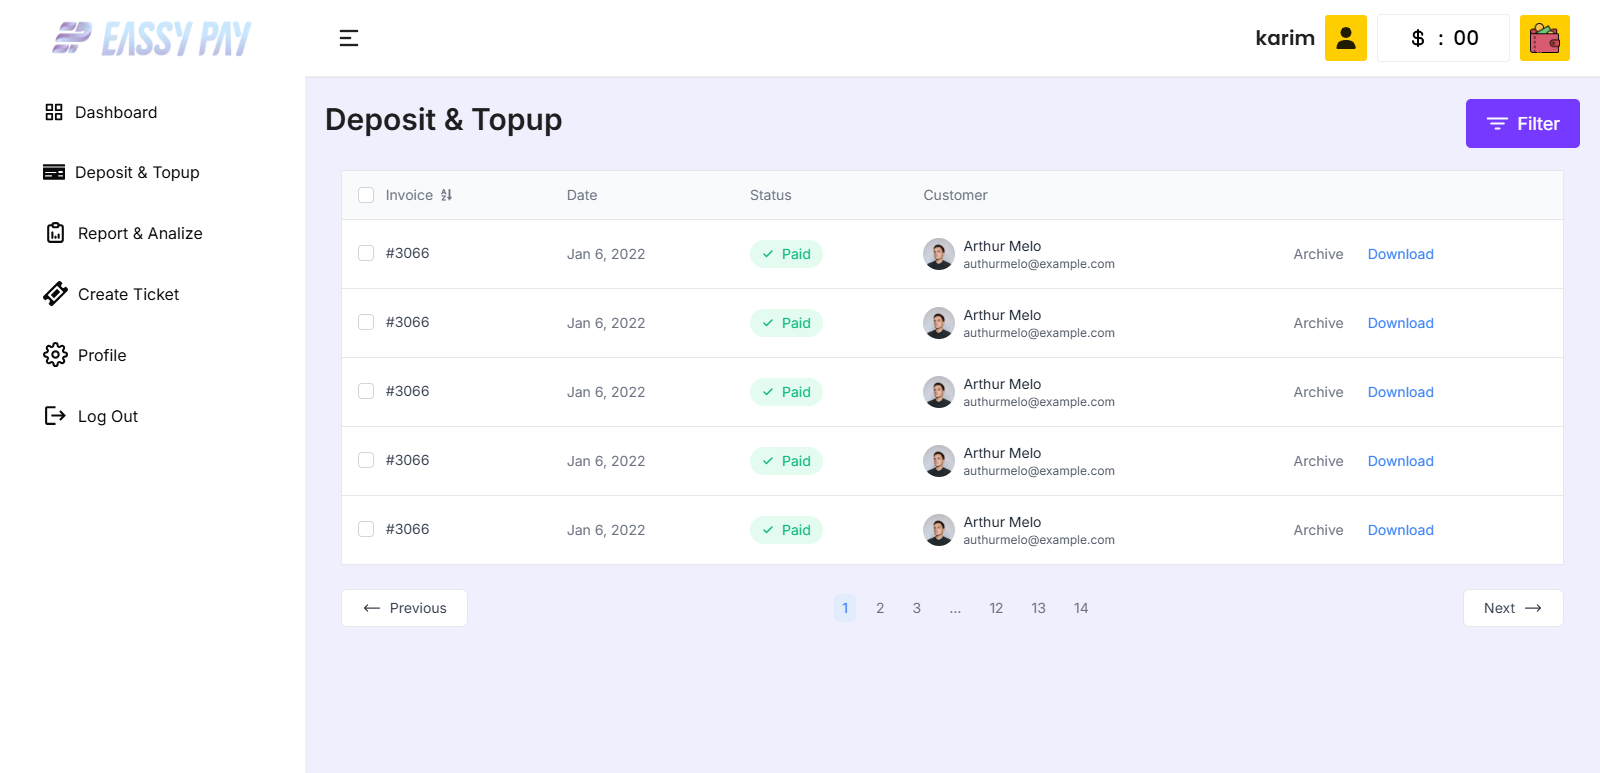 EASSY PAY
karim
$ : 00
Dashboard
Deposit & Topup
Report & Analize
Create Ticket
Profile
Log Out
Deposit & Topup
Filter
Invoice Date Status Customer
#3066 Jan 6, 2022 Paid Arthur Melo Archive Download
authurmelo@example.com
#3066 Jan 6, 2022 Paid Arthur Melo Archive Download
authurmelo@example.com
#3066 Jan 6, 2022 Paid Arthur Melo Archive Download
authurmelo@example.com
#3066 Jan 6, 2022 Paid Arthur Melo Archive Download
authurmelo@example.com
#3066 Jan 6, 2022 Paid Arthur Melo Archive Download
authurmelo@example.com
Previous 1 2 3 ... 12 13 14 Next